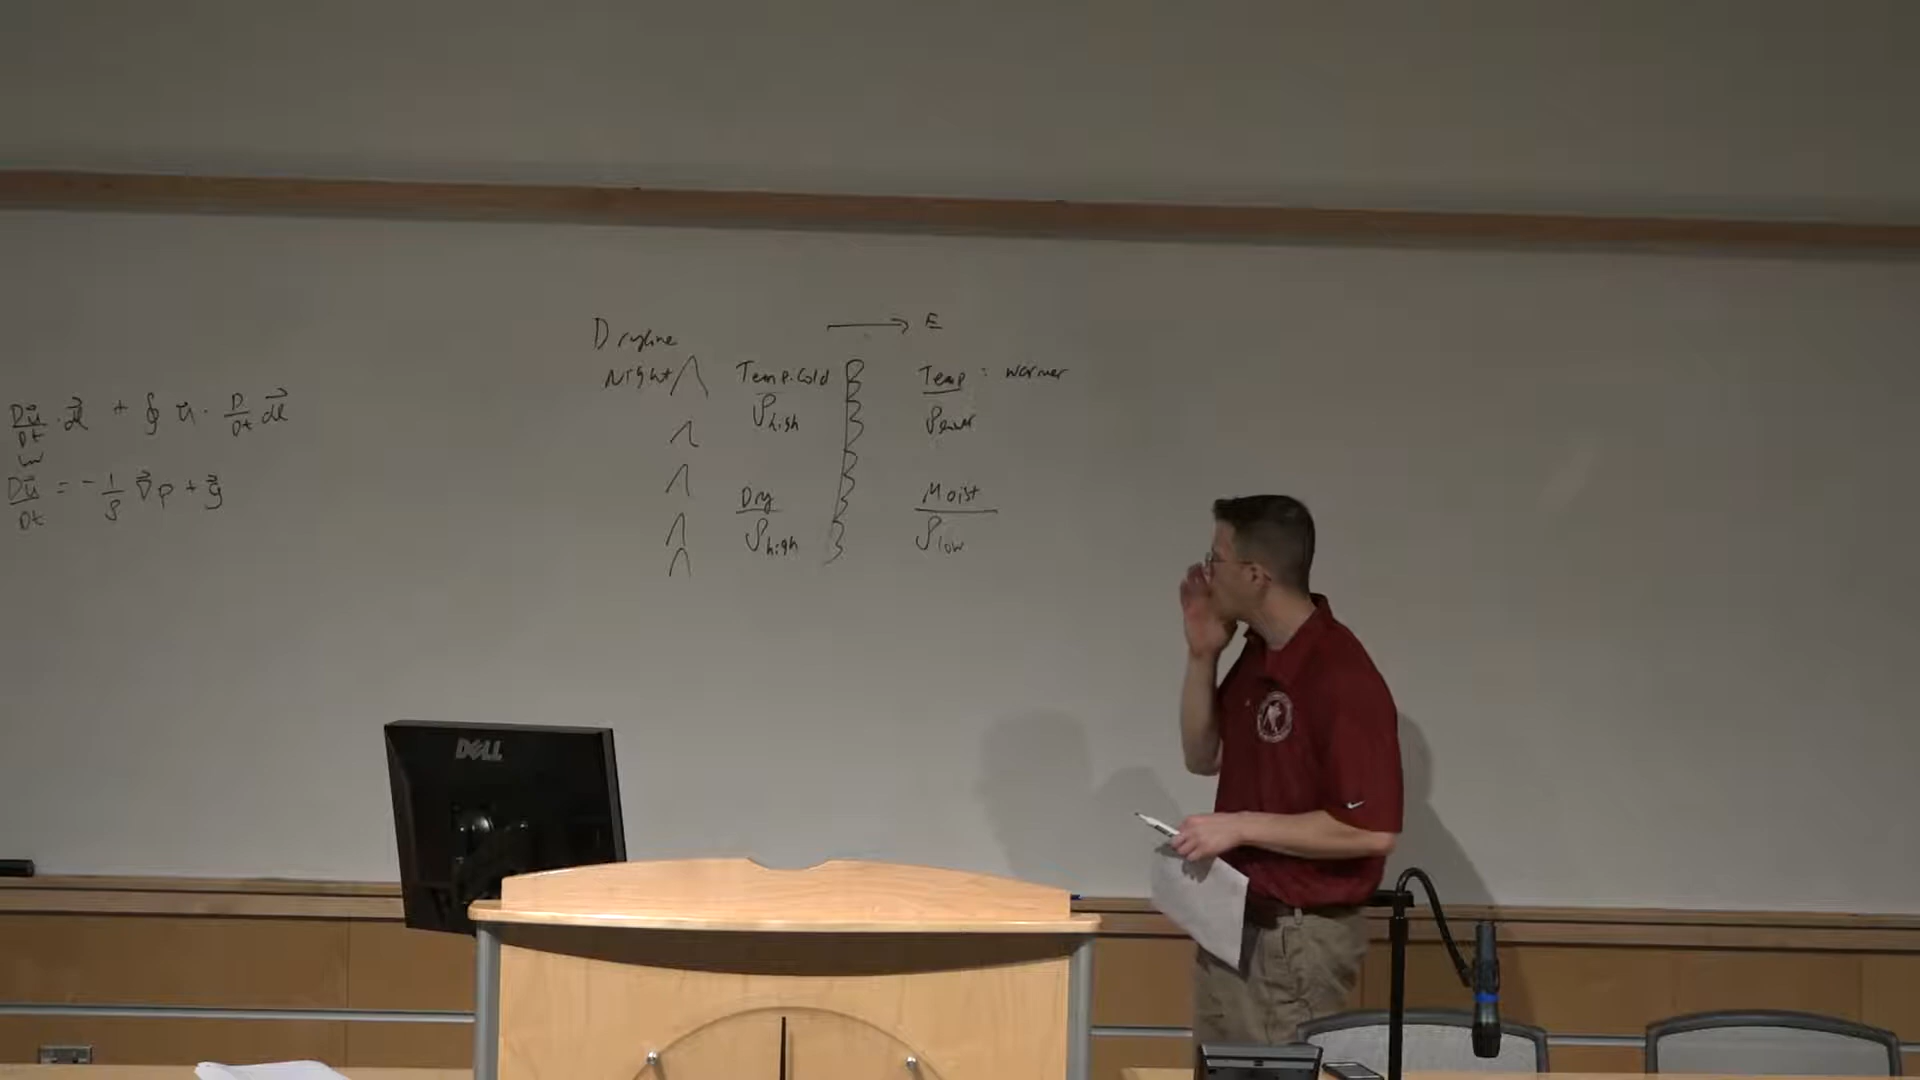 Du⃗/Dt · dl⃗ + ∮ u⃗ · D/Dt dl⃗
Du⃗/Dt = - 1/ρ ∇⃗p + g⃗
Dryline
→ E
Night
Temp: Cold
ρ high
Dry
ρ high
Temp : warmer
ρ lower
Moist
ρ low
DELL